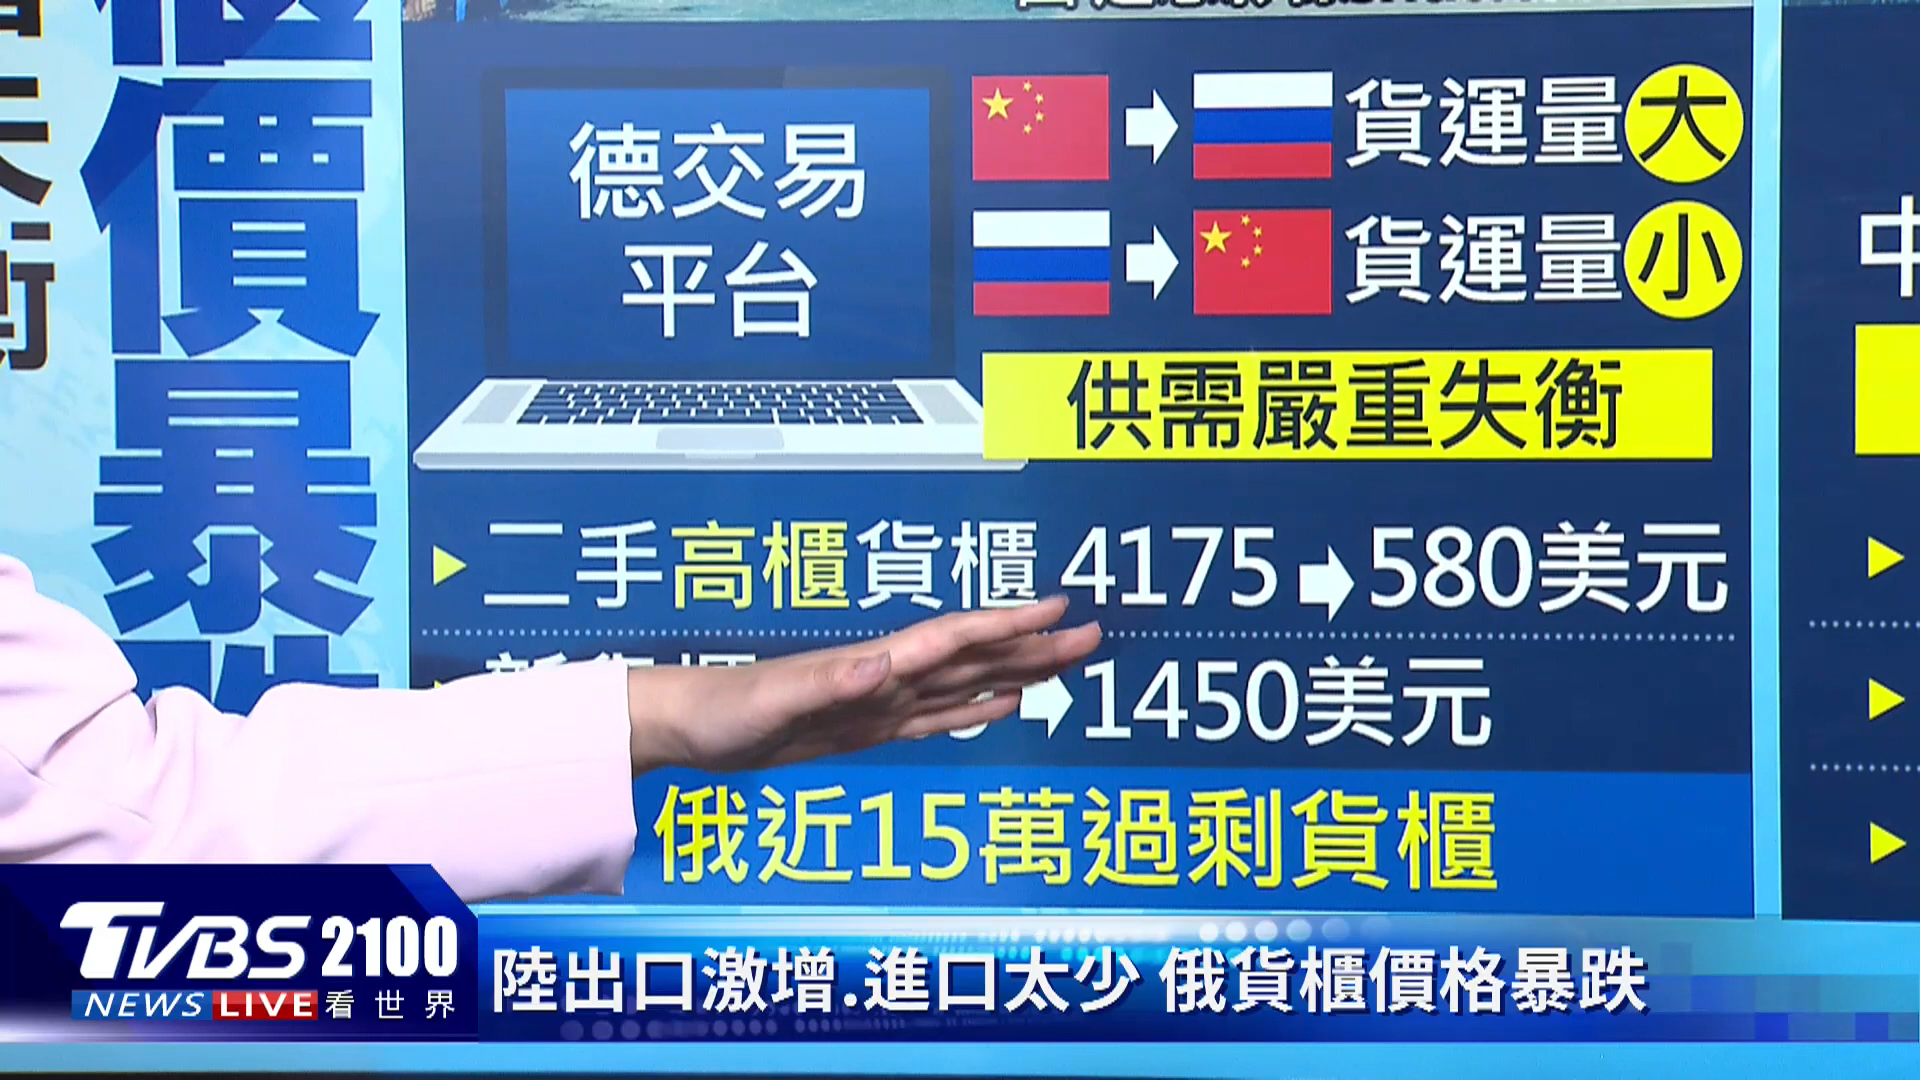 價暴
德交易
平台
貨運量大
貨運量小
供需嚴重失衡
二手高櫃貨櫃 4175→580美元
→1450美元
俄近15萬過剩貨櫃
中
TVBS 2100
NEWS LIVE 看世界
陸出口激增.進口太少 俄貨櫃價格暴跌